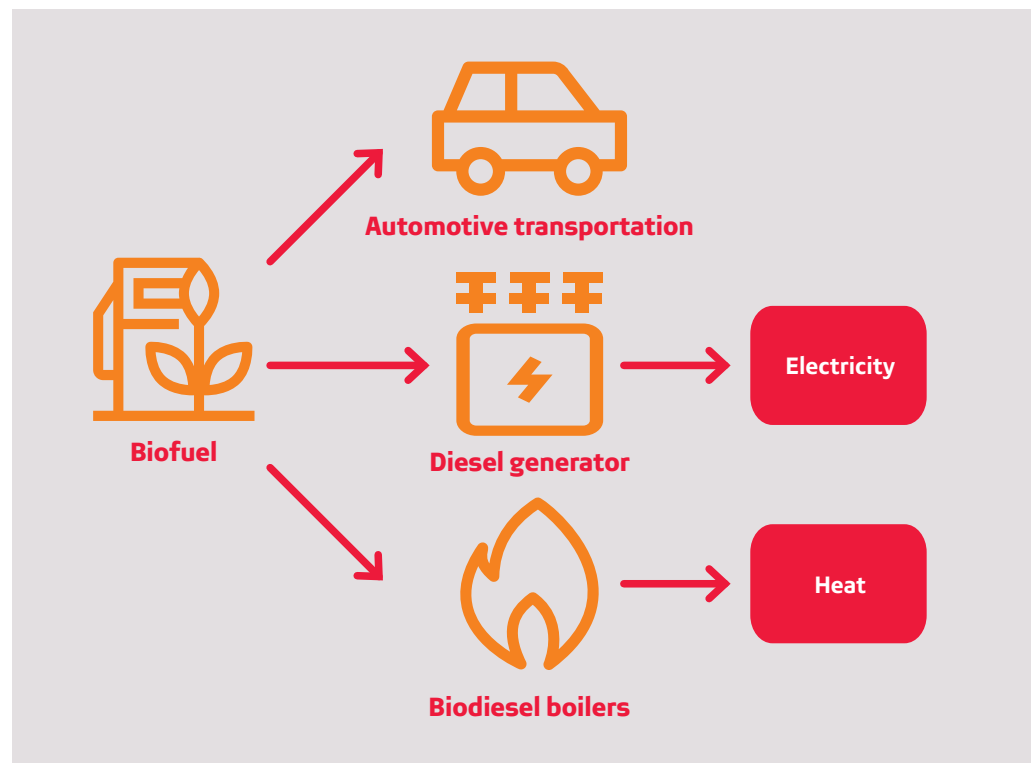 Automotive transportation
Biofuel
Diesel generator
Electricity
Biodiesel boilers
Heat